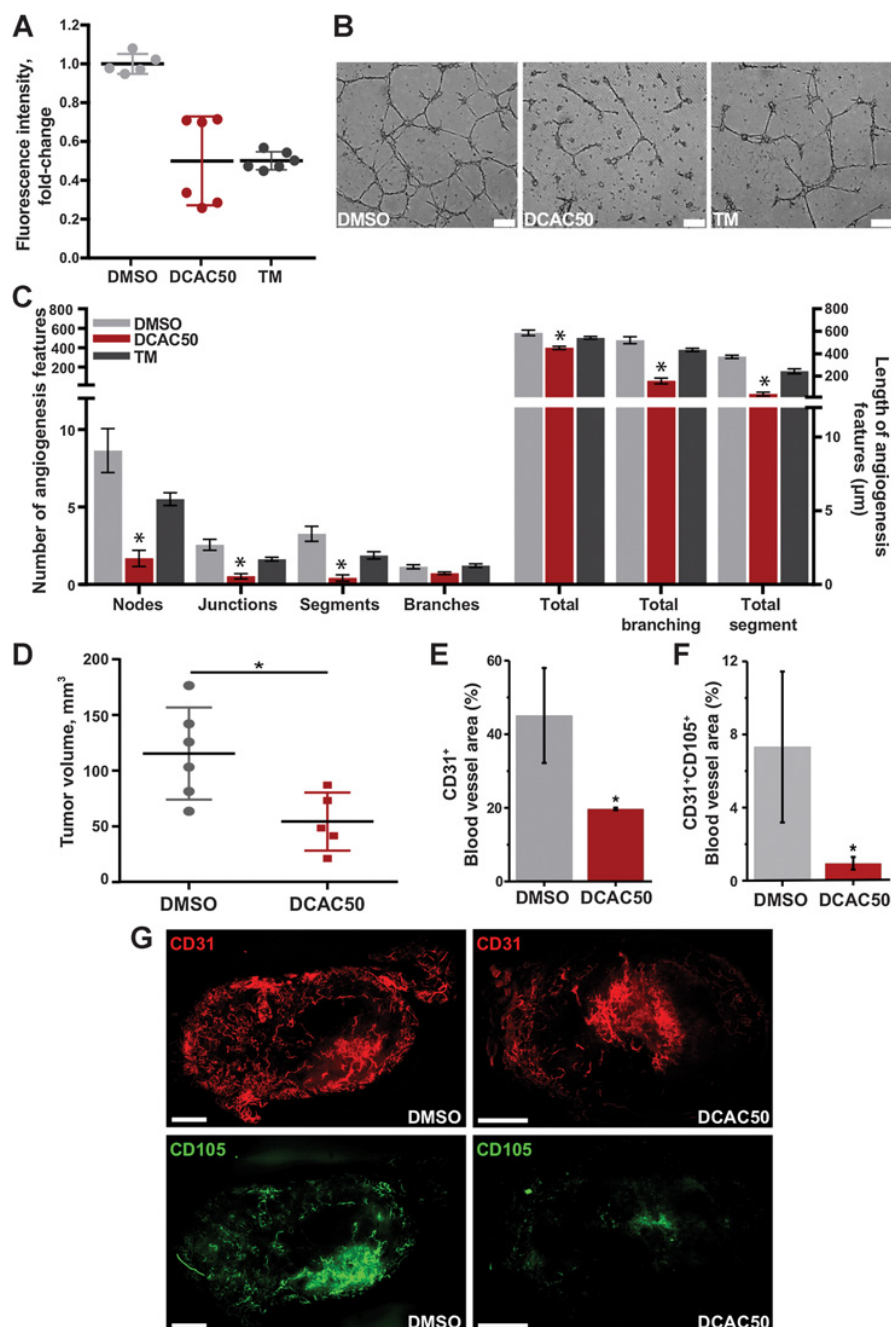 A
Fluorescence intensity,
fold-change
1.2
1.0
0.8
0.6
0.4
0.2
0.0
DMSO
DCAC50
TM
B
DMSO
DCAC50
TM
C
Number of angiogenesis features
800
600
400
200
10
5
0
DMSO
DCAC50
TM
*
*
*
*
*
*
800
600
400
200
10
5
0
Length of angiogenesis
features (µm)
Nodes
Junctions
Segments
Branches
Total
Total
branching
Total
segment
D
Tumor volume, mm³
200
150
100
50
0
*
DMSO
DCAC50
E
CD31⁺
Blood vessel area (%)
60
40
20
0
*
DMSO
DCAC50
F
CD31⁺CD105⁺
Blood vessel area (%)
12
8
4
0
*
DMSO
DCAC50
G
CD31
DMSO
CD31
DCAC50
CD105
DMSO
CD105
DCAC50